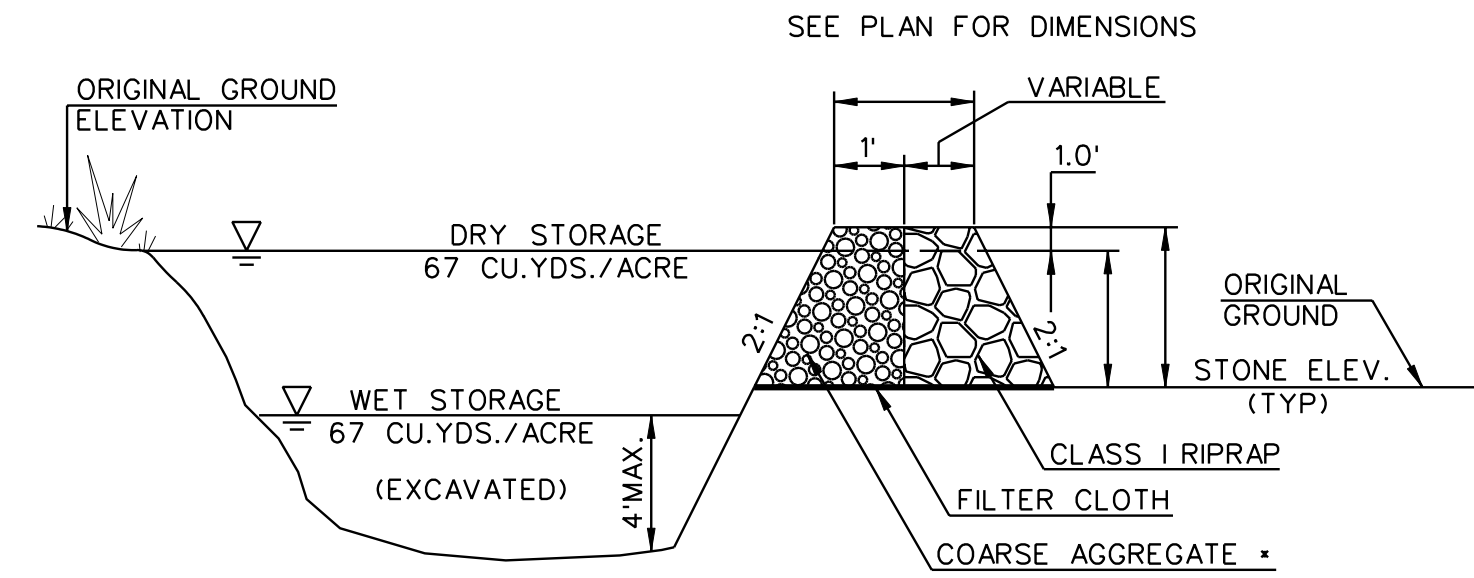 SEE PLAN FOR DIMENSIONS
ORIGINAL GROUND
ELEVATION
VARIABLE
1'
1.0'
DRY STORAGE
67 CU.YDS./ACRE
ORIGINAL
GROUND
2:1
2:1
STONE ELEV.
(TYP)
WET STORAGE
67 CU.YDS./ACRE
(EXCAVATED)
4'MAX.
CLASS I RIPRAP
FILTER CLOTH
COARSE AGGREGATE *